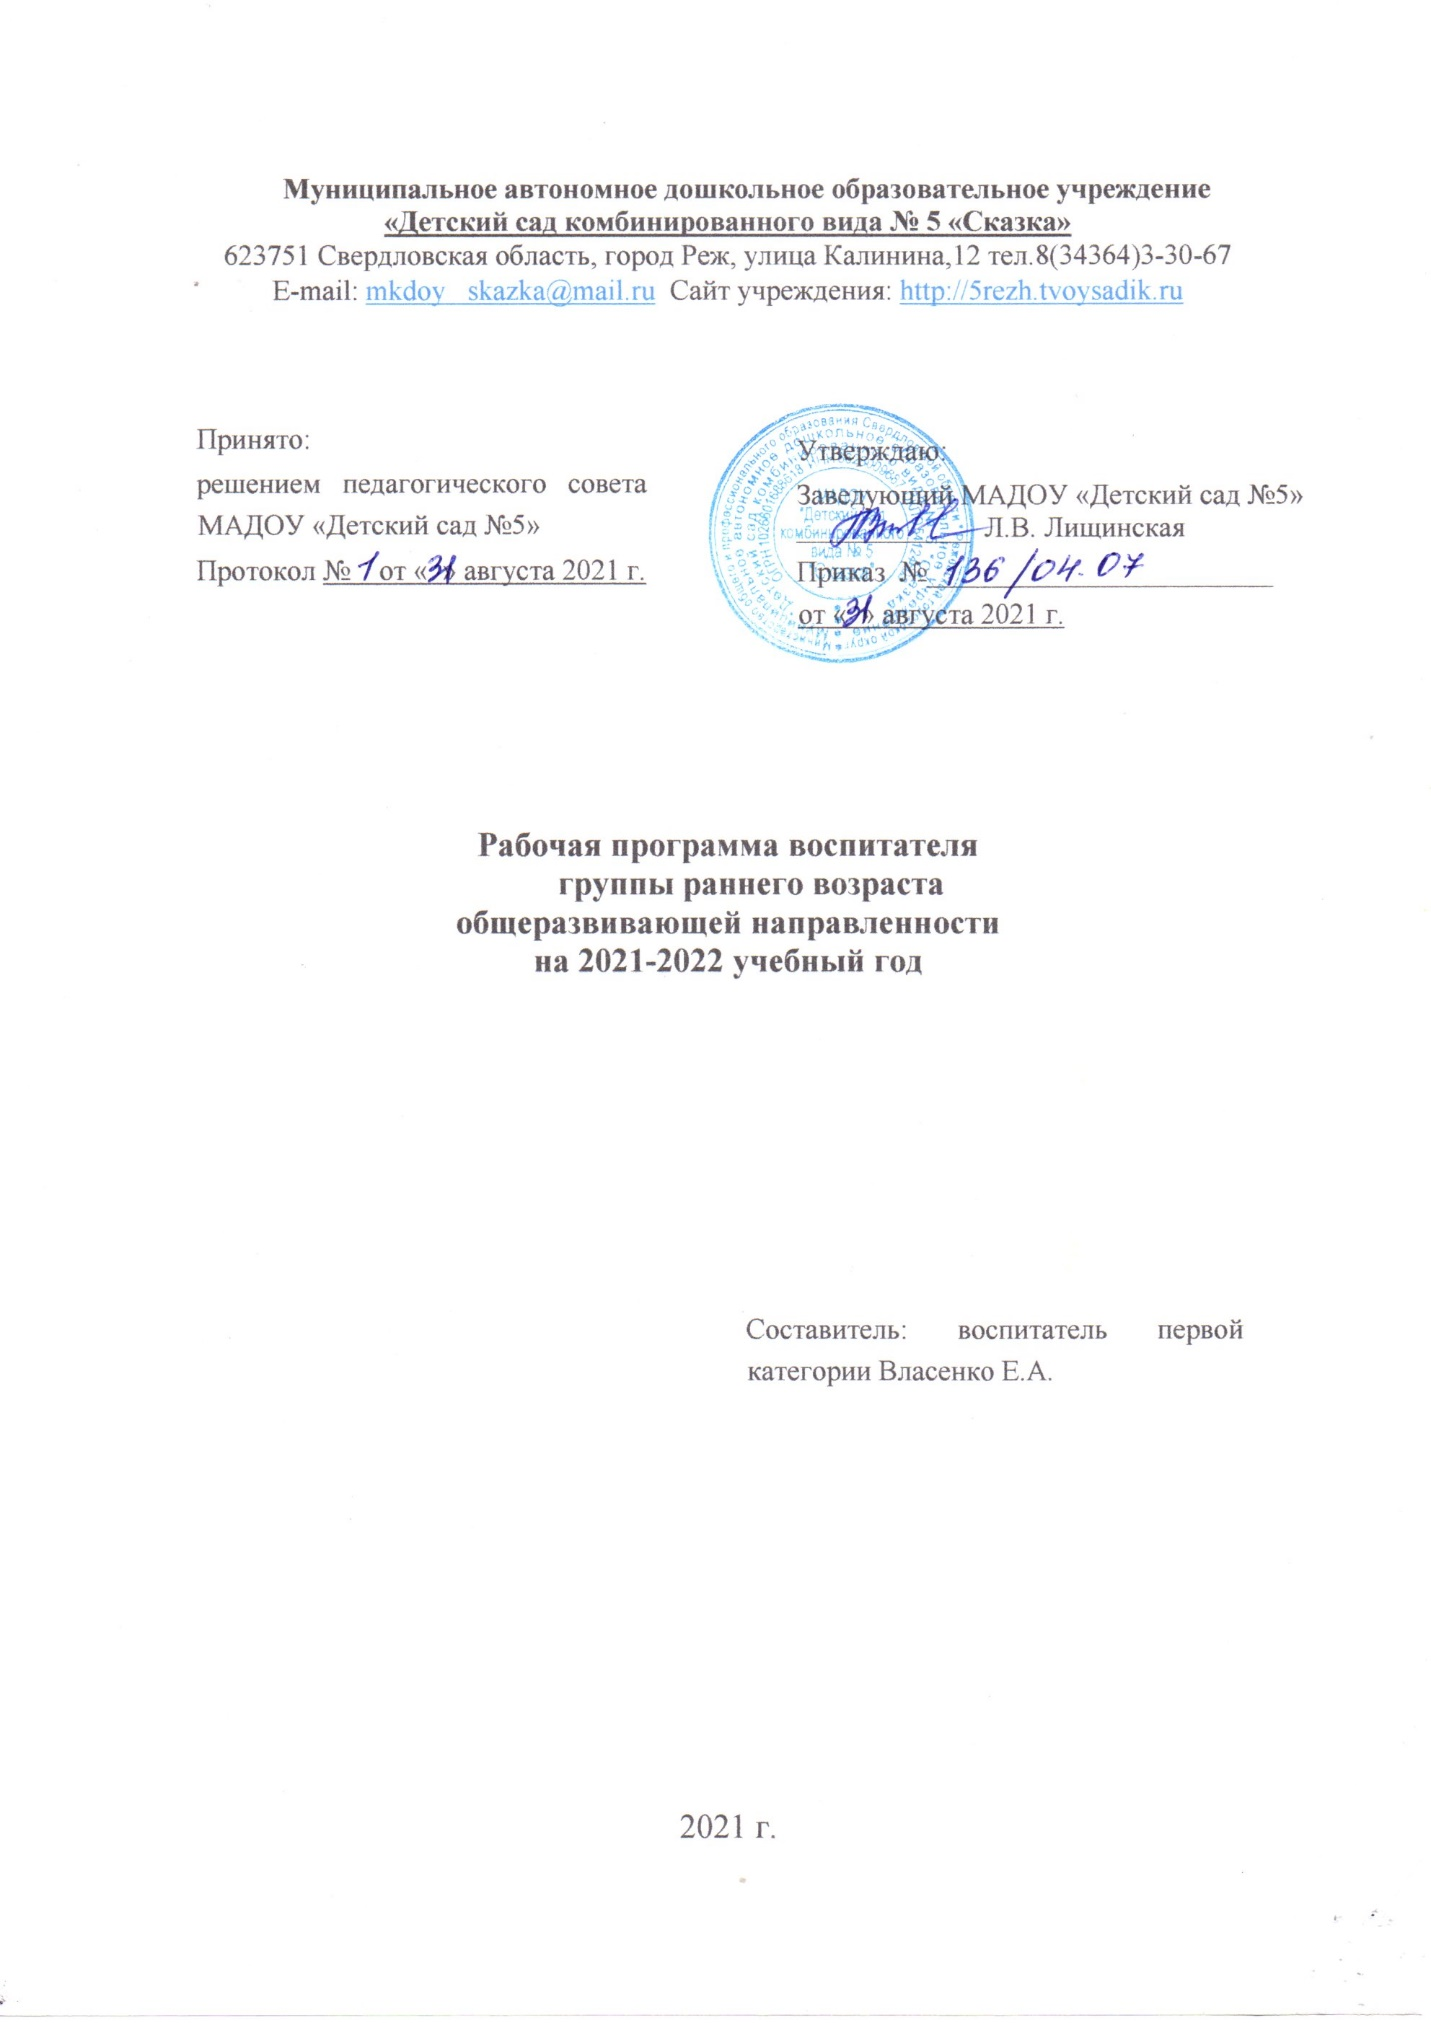 Муниципальное автономное дошкольное образовательное учреждение
«Детский сад комбинированного вида № 5 «Сказка»
623751 Свердловская область, город Реж, улица Калинина,12 тел.8(34364)3-30-67
E-mail: mkdoy_skazka@mail.ru Сайт учреждения: http://5rezh.tvoysadik.ru
Принято:
решением педагогического совета
МАДОУ «Детский сад №5»
Протокол № 1 от «31» августа 2021 г.
Утверждаю:
Заведующий МАДОУ «Детский сад №5»
Л.В. Лищинская
Приказ № 136/04.07
от «31» августа 2021 г.
комбинированного
вида № 5
Рабочая программа воспитателя
группы раннего возраста
общеразвивающей направленности
на 2021-2022 учебный год
Составитель: воспитатель первой
категории Власенко Е.А.
2021 г.